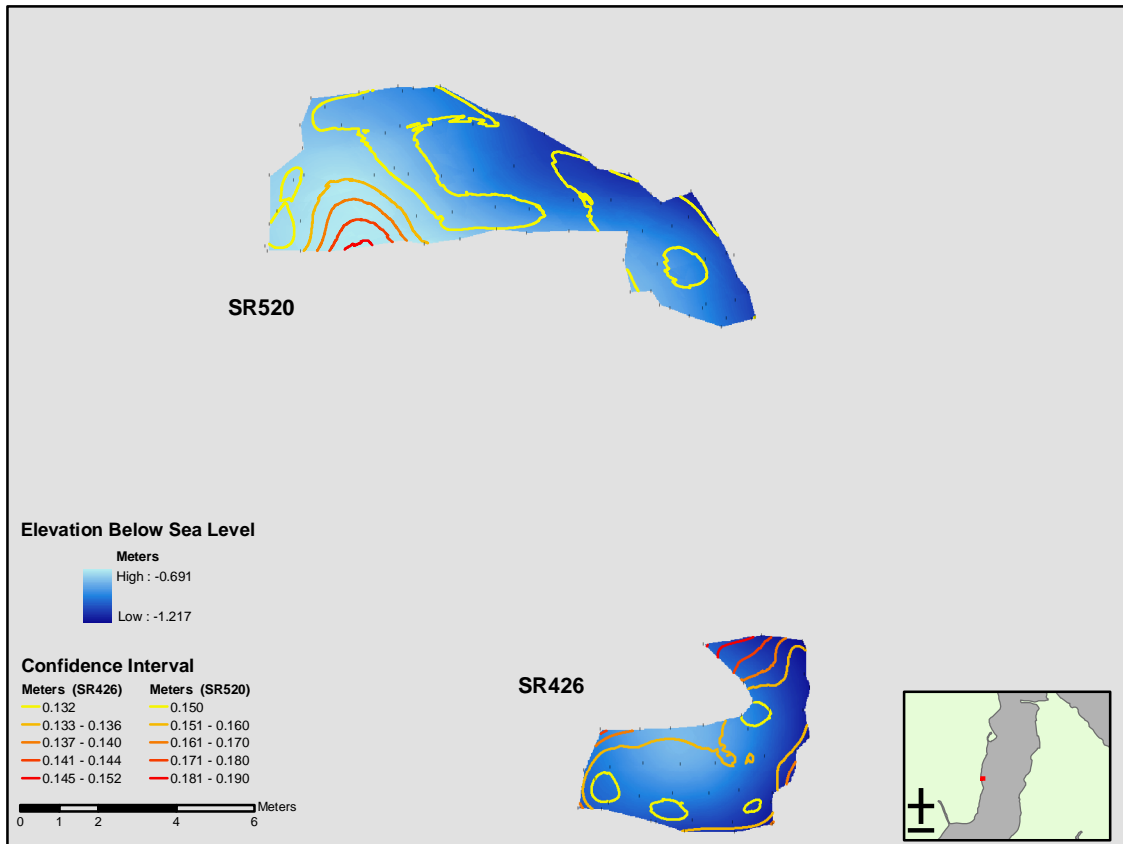 SR520
Elevation Below Sea Level
Meters
High : -0.691
Low : -1.217
Confidence Interval
Meters (SR426) Meters (SR520)
0.132 0.150
0.133 - 0.136 0.151 - 0.160
0.137 - 0.140 0.161 - 0.170
0.141 - 0.144 0.171 - 0.180
0.145 - 0.152 0.181 - 0.190
Meters
0 1 2 4 6
SR426